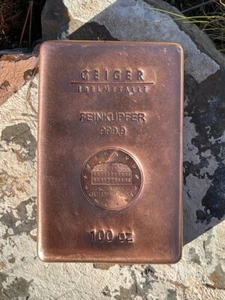 GEIGER
EDELMETALLE
FEINKUPFER
999.9
100 oz